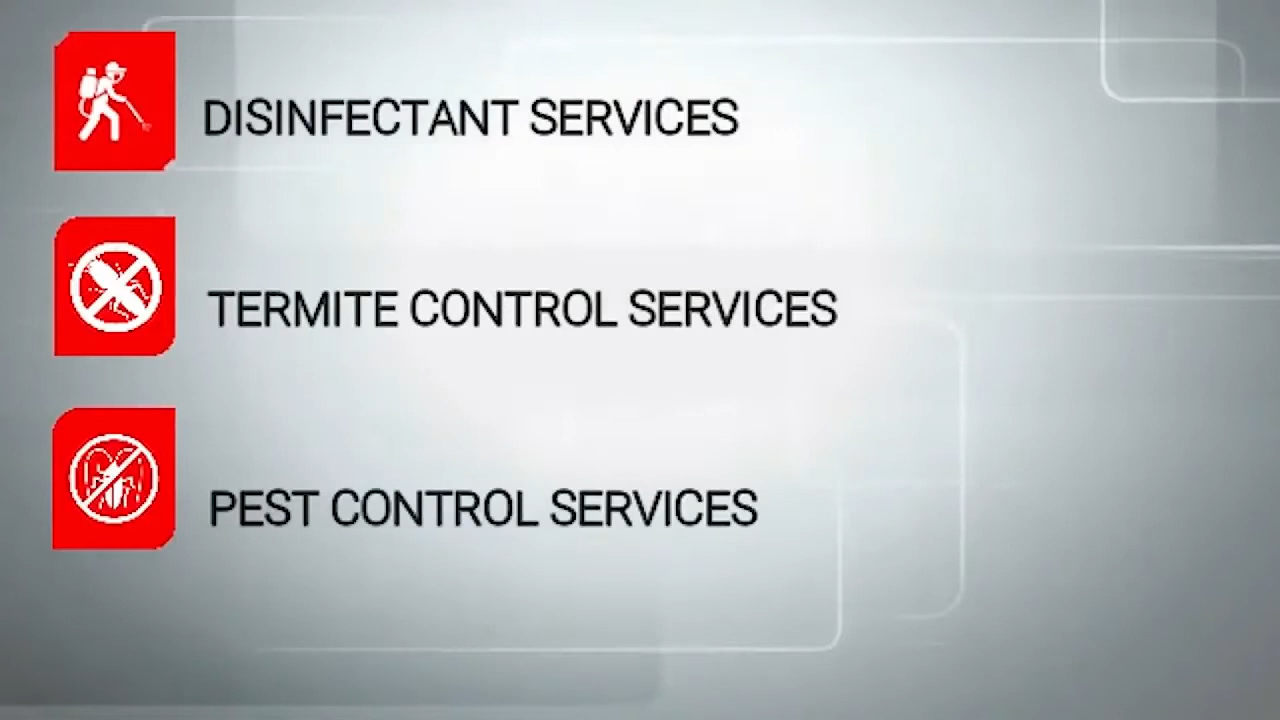 DISINFECTANT SERVICES
TERMITE CONTROL SERVICES
PEST CONTROL SERVICES